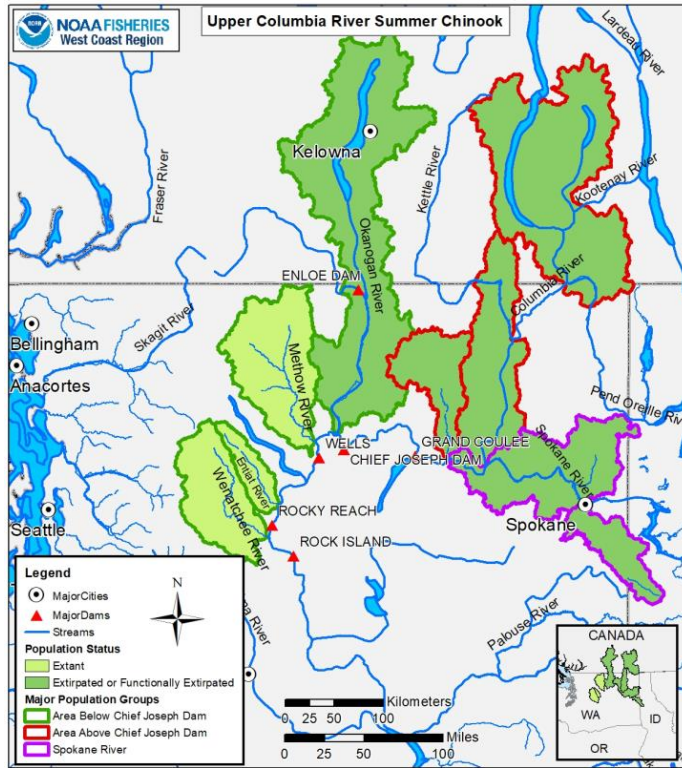 NOAA
NOAA FISHERIES
West Coast Region
Upper Columbia River Summer Chinook
Lardeau River
Kelowna
Kettle River
Kootenay River
Fraser River
Okanogan River
ENLOE DAM
Columbia River
Skagit River
Bellingham
Anacortes
Methow River
Pend Oreille Riv
WELLS
GRAND COULEE
CHIEF JOSEPH DAM
Spokane River
Entiat River
Wenatchee River
ROCKY REACH
Spokane
Seattle
ROCK ISLAND
Palouse River
ma River
Legend
MajorCities
MajorDams
Streams
Population Status
Extant
Extirpated or Functionally Extirpated
Major Population Groups
Area Below Chief Joseph Dam
Area Above Chief Joseph Dam
Spokane River
N
Kilometers
0 25 50 100
Miles
0 25 50 100
CANADA
WA
ID
OR